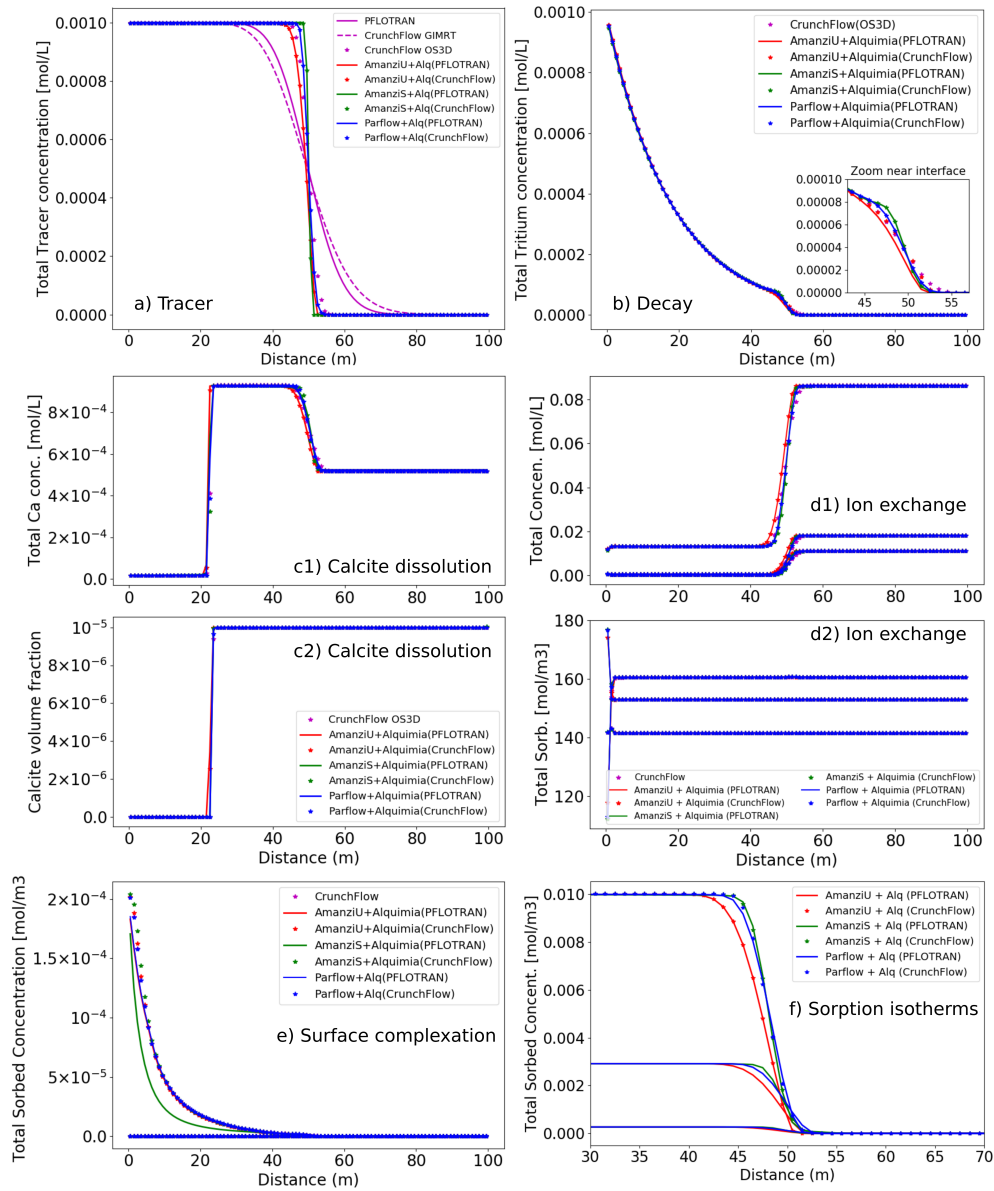 0.0010
0.0008
0.0006
0.0004
0.0002
0.0000
Total Tracer concentration [mol/L]
PFLOTRAN
CrunchFlow GIMRT
CrunchFlow OS3D
AmanziU+Alq(PFLOTRAN)
AmanziU+Alq(CrunchFlow)
AmanziS+Alq(PFLOTRAN)
AmanziS+Alq(CrunchFlow)
Parflow+Alq(PFLOTRAN)
Parflow+Alq(CrunchFlow)
a) Tracer
0 20 40 60 80 100
Distance (m)
0.0010
0.0008
0.0006
0.0004
0.0002
0.0000
Total Tritium concentration [mol/L]
CrunchFlow(OS3D)
AmanziU+Alquimia(PFLOTRAN)
AmanziU+Alquimia(CrunchFlow)
AmanziS+Alquimia(PFLOTRAN)
AmanziS+Alquimia(CrunchFlow)
Parflow+Alquimia(PFLOTRAN)
Parflow+Alquimia(CrunchFlow)
Zoom near interface
0.00010
0.00008
0.00006
0.00004
0.00002
0.00000
45 50 55
b) Decay
0 20 40 60 80 100
Distance (m)
8×10⁻⁴
6×10⁻⁴
4×10⁻⁴
2×10⁻⁴
0.0
Total Ca conc. [mol/L]
c1) Calcite dissolution
0 20 40 60 80 100
0.08
0.06
0.04
0.02
0.00
Total Concen. [mol/L]
d1) Ion exchange
0 20 40 60 80 100
10⁻⁵
8×10⁻⁶
6×10⁻⁶
4×10⁻⁶
2×10⁻⁶
0.0
Calcite volume fraction
c2) Calcite dissolution
CrunchFlow OS3D
AmanziU+Alquimia(PFLOTRAN)
AmanziU+Alquimia(CrunchFlow)
AmanziS+Alquimia(PFLOTRAN)
AmanziS+Alquimia(CrunchFlow)
Parflow+Alquimia(PFLOTRAN)
Parflow+Alquimia(CrunchFlow)
0 20 40 60 80 100
Distance (m)
180
160
140
120
Total Sorb. [mol/m3]
d2) Ion exchange
CrunchFlow
AmanziU + Alquimia (PFLOTRAN)
AmanziU + Alquimia (CrunchFlow)
AmanziS + Alquimia (PFLOTRAN)
AmanziS + Alquimia (CrunchFlow)
Parflow + Alquimia (PFLOTRAN)
Parflow + Alquimia (CrunchFlow)
0 20 40 60 80 100
Distance (m)
2×10⁻⁴
1.5×10⁻⁴
10⁻⁴
5×10⁻⁵
0.0
Total Sorbed Concentration [mol/m3
CrunchFlow
AmanziU+Alquimia(PFLOTRAN)
AmanziU+Alquimia(CrunchFlow)
AmanziS+Alquimia(PFLOTRAN)
AmanziS+Alquimia(CrunchFlow)
Parflow+Alq(PFLOTRAN)
Parflow+Alq(CrunchFlow)
e) Surface complexation
0 20 40 60 80 100
Distance (m)
0.010
0.008
0.006
0.004
0.002
0.000
Total Sorbed Concent. [mol/m3]
AmanziU + Alq (PFLOTRAN)
AmanziU + Alq (CrunchFlow)
AmanziS + Alq (PFLOTRAN)
AmanziS + Alq (CrunchFlow)
Parflow + Alq (PFLOTRAN)
Parflow + Alq (CrunchFlow)
f) Sorption isotherms
30 35 40 45 50 55 60 65 70
Distance (m)